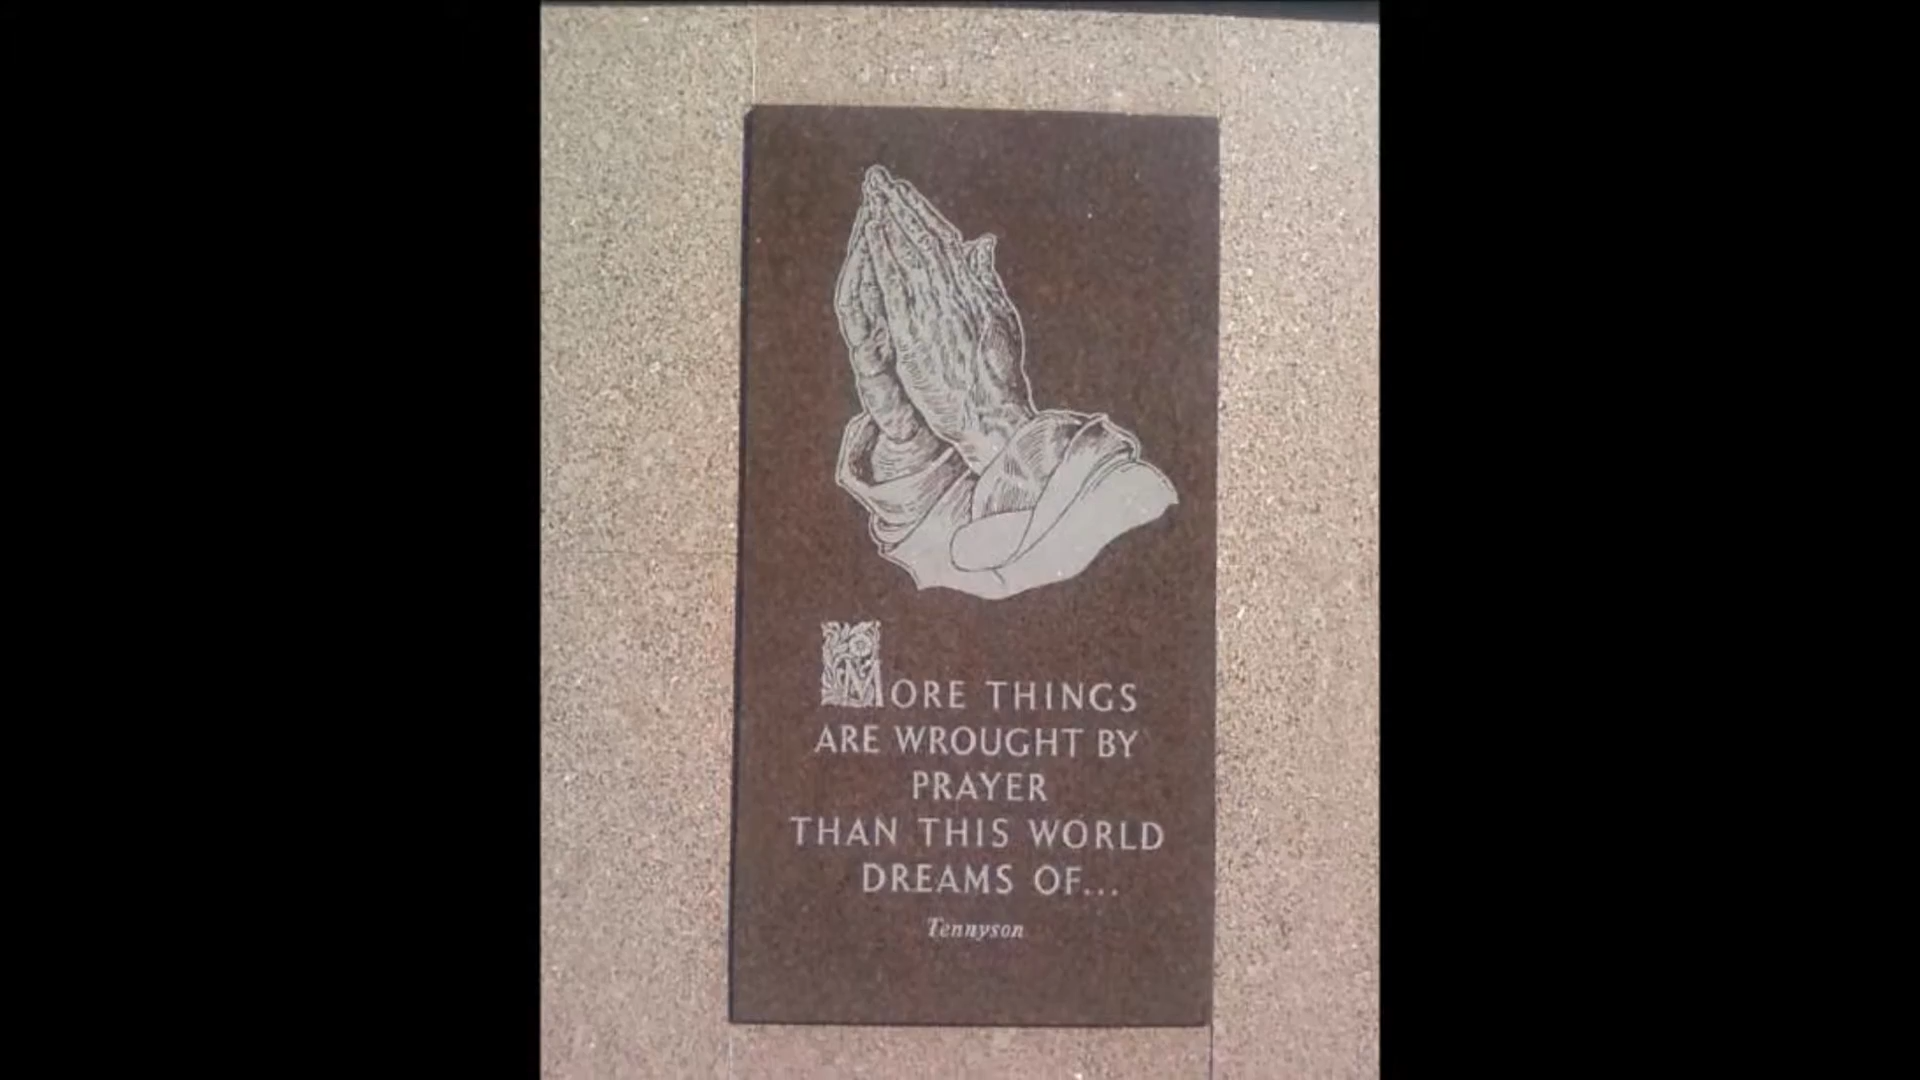 MORE THINGS
ARE WROUGHT BY
PRAYER
THAN THIS WORLD
DREAMS OF...
Tennyson